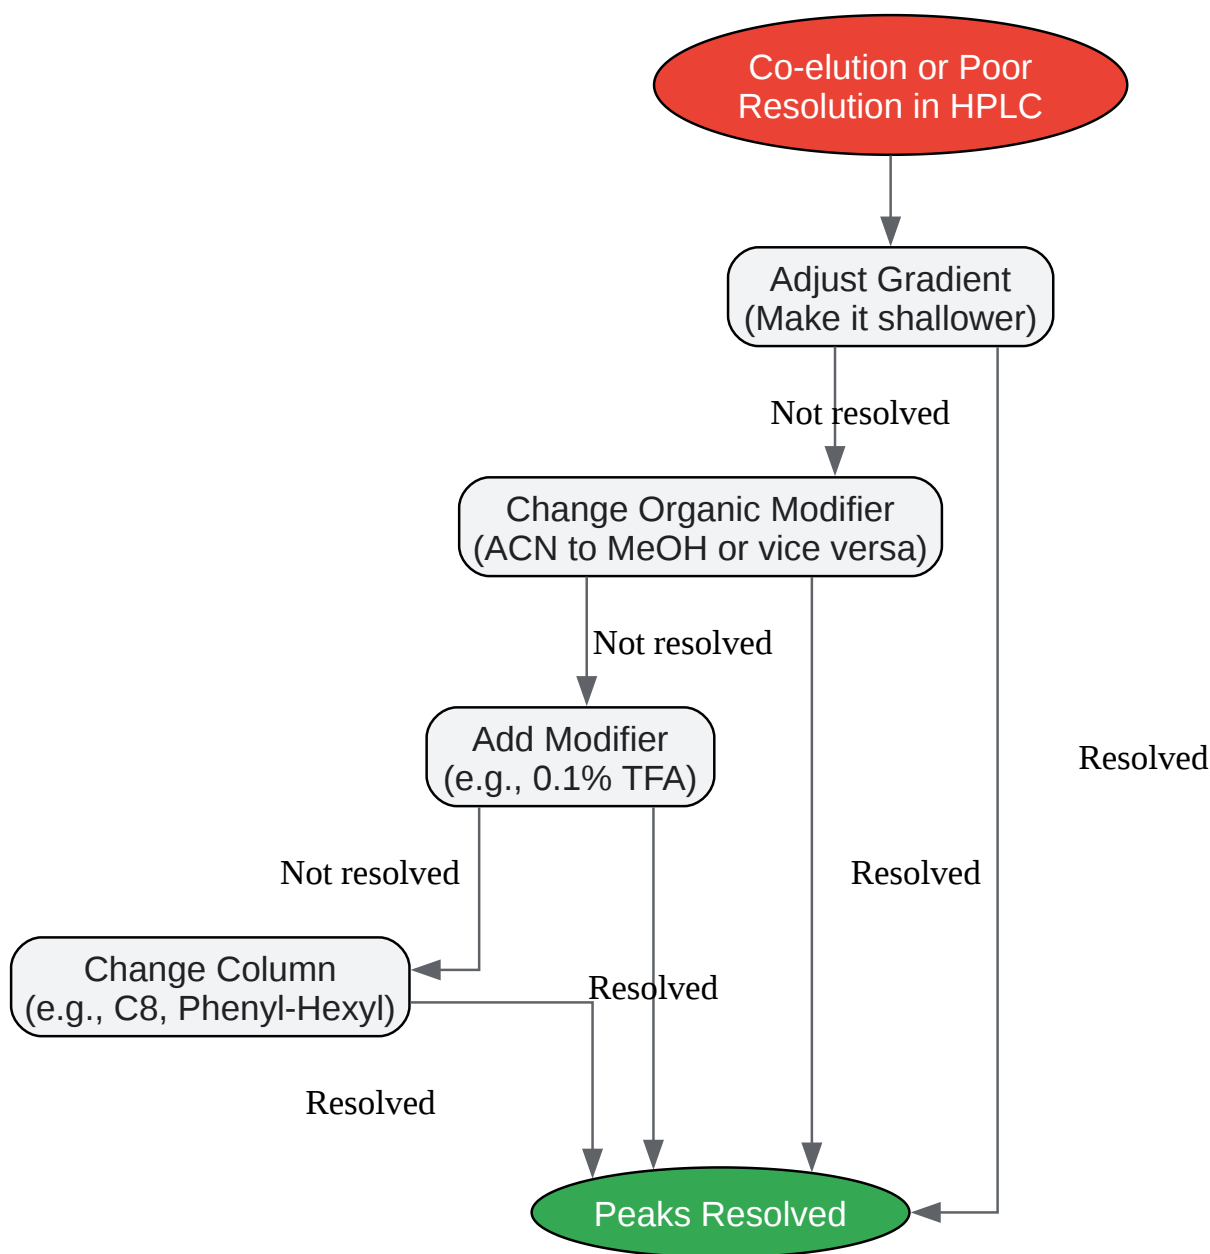 Co-elution or Poor
Resolution in HPLC
Adjust Gradient
(Make it shallower)
Not resolved
Change Organic Modifier
(ACN to MeOH or vice versa)
Not resolved
Add Modifier
(e.g., 0.1% TFA)
Resolved
Not resolved
Resolved
Change Column
(e.g., C8, Phenyl-Hexyl)
Resolved
Resolved
Peaks Resolved